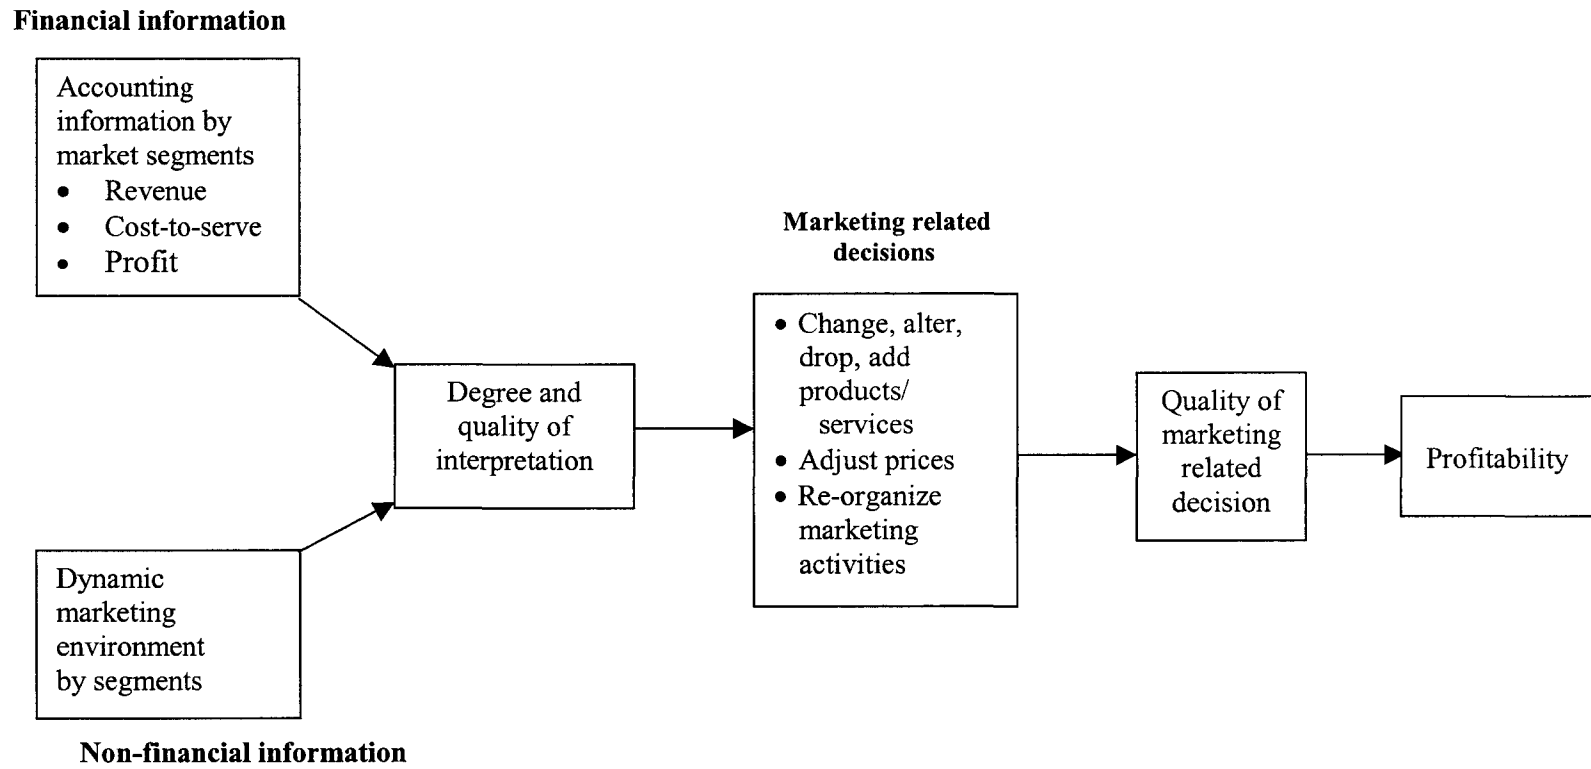 Financial information
Accounting
information by
market segments
• Revenue
• Cost-to-serve
• Profit
Degree and
quality of
interpretation
Dynamic
marketing
environment
by segments
Non-financial information
Marketing related
decisions
• Change, alter,
drop, add
products/
services
• Adjust prices
• Re-organize
marketing
activities
Quality of
marketing
related
decision
Profitability